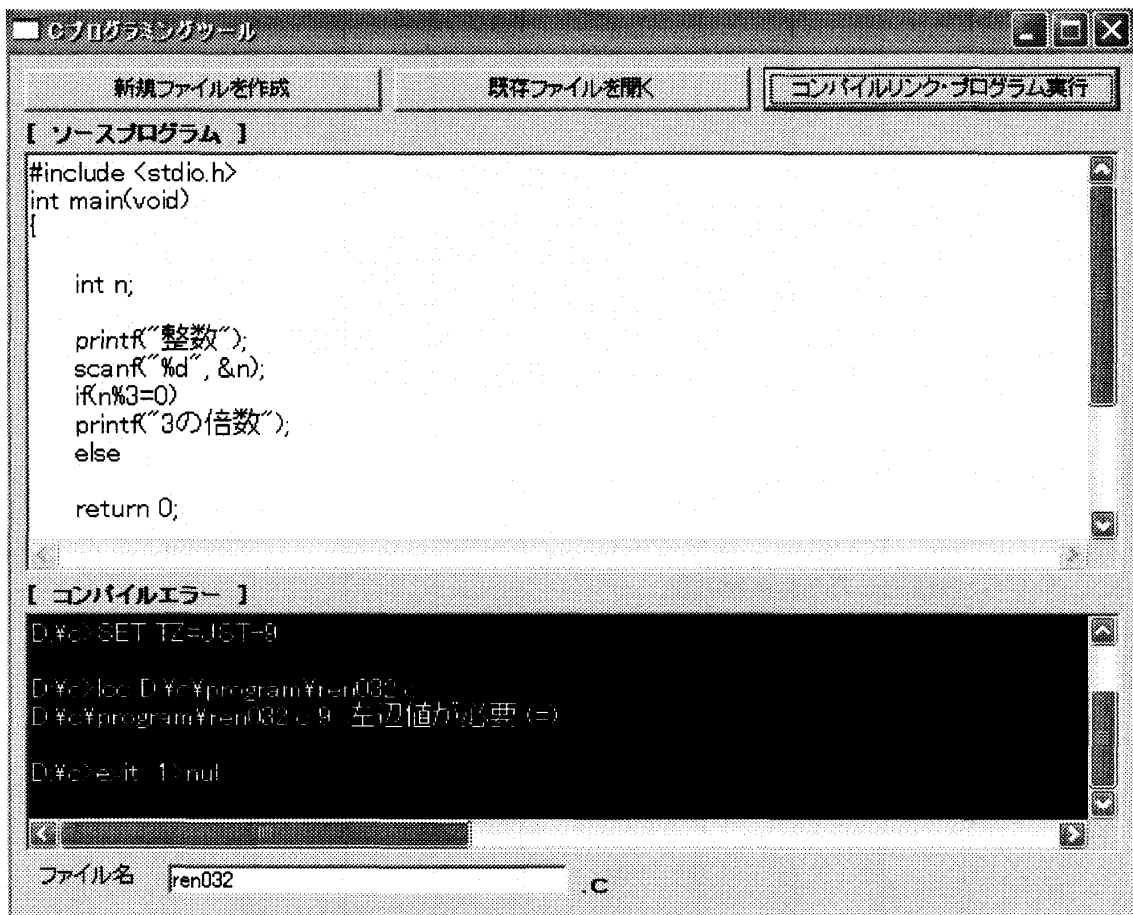 Cプログラミングツール
新規ファイルを作成
既存ファイルを開く
コンパイルリンク・プログラム実行
[ ソースプログラム ]
#include <stdio.h>
int main(void)
{
int n;
printf("整数");
scanf("%d", &n);
if(n%3=0)
printf("3の倍数");
else
return 0;
[ コンパイルエラー ]
D:¥c>SET TZ=JST-9
D:¥c>lcc D:¥c¥program¥ren032.c
D:¥c¥program¥ren032.c 9 左辺値が必要 (=)
D:¥c>exit 1>nul
ファイル名 ren032 .C